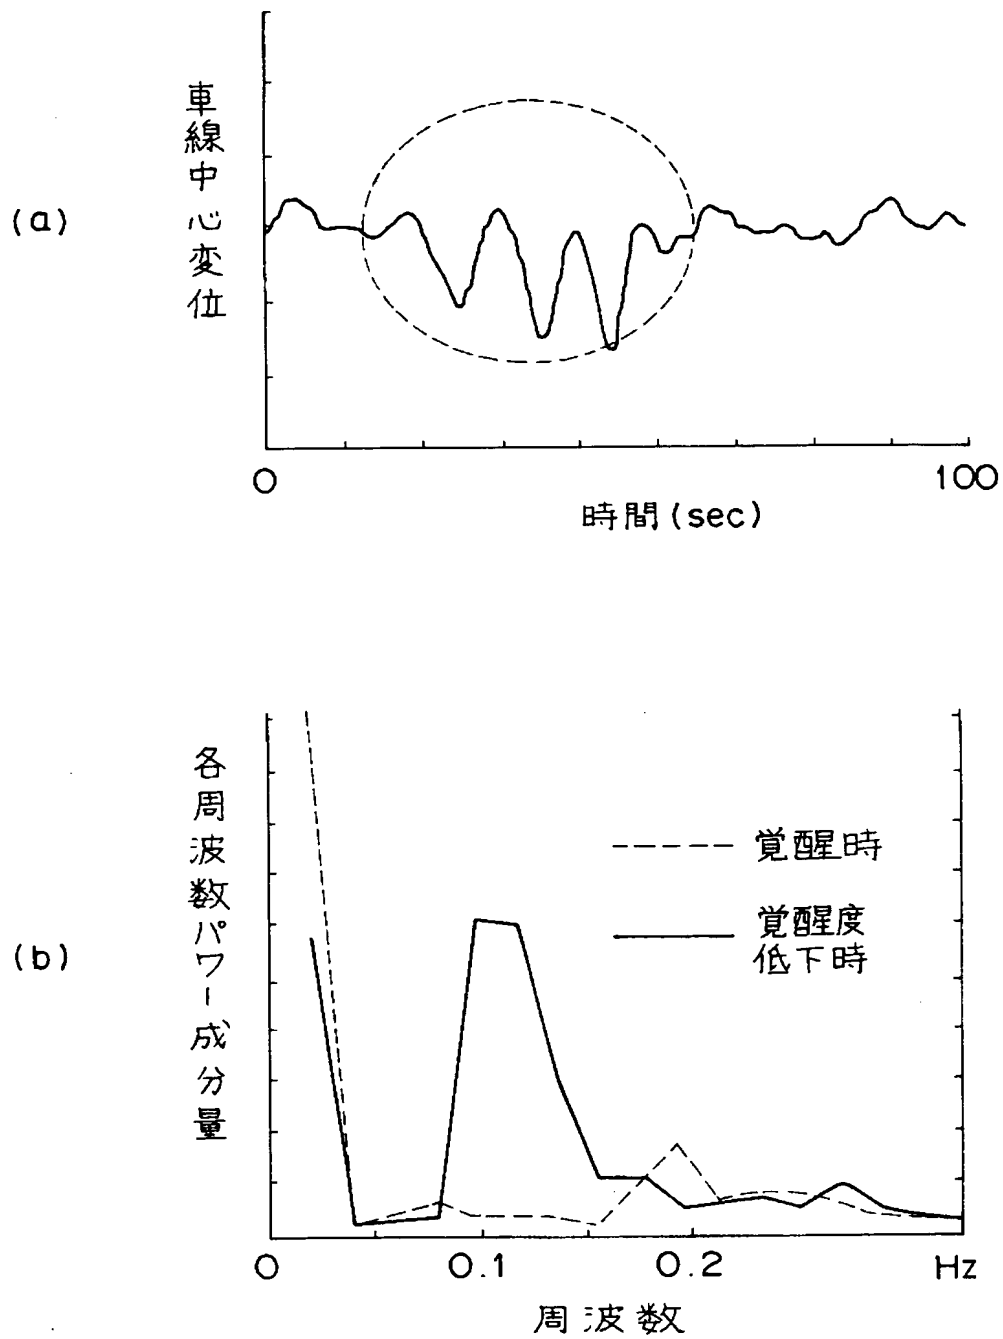 (a)
車線中心変位
0 100
時間(sec)
(b)
各周波数パワー成分量
覚醒時
覚醒度
低下時
0 0.1 0.2 Hz
周波数